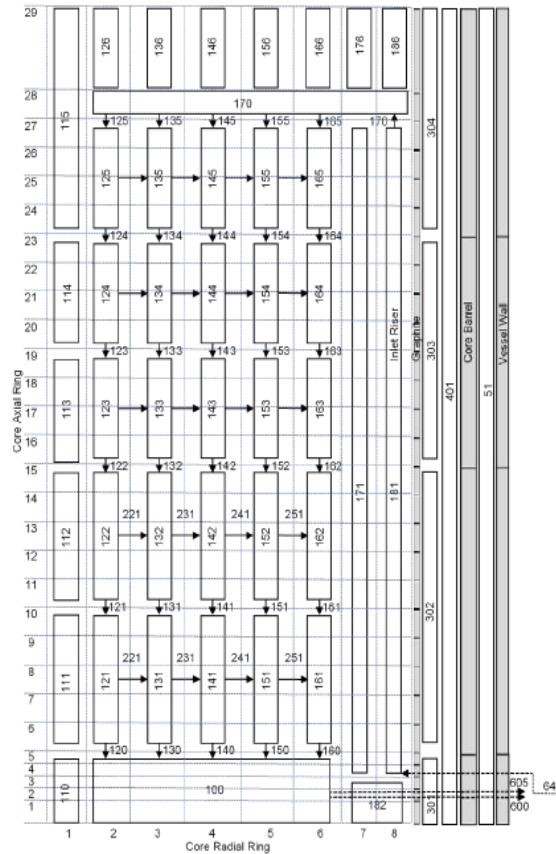 29
126 136 146 156 166 176 186
28
170
115
27
125 135 145 155 165 170
304
26
25
125 135 145 155 165
24
23
124 134 144 154 164
22
21
114 124 134 144 154 164
20
Inlet Riser
Graphite
303
Core Barrel
Vessel Wall
19
123 133 143 153 163
18
401
51
Core Axial Ring
17
113 123 133 143 153 163
16
15
122 132 142 152 162
14
171 181
221 231 241 251
13
112 122 132 142 152 162
12
11
302
10
121 131 141 151 161
9
221 231 241 251
8
111 121 131 141 151 161
7
6
5
120 130 140 150 160
4
3
110 100
605 64
2
182 301
600
1
1 2 3 4 5 6 7 8
Core Radial Ring